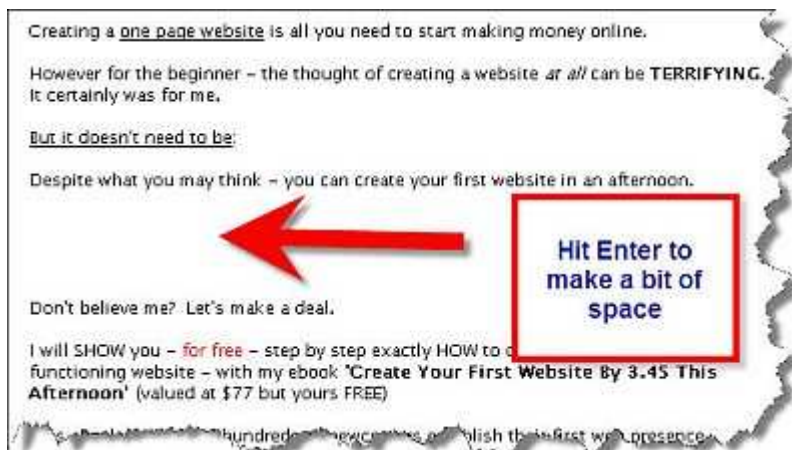 Creating a one page website is all you need to start making money online.
However for the beginner – the thought of creating a website at all can be TERRIFYING.
It certainly was for me.
But it doesn't need to be:
Despite what you may think – you can create your first website in an afternoon.
Hit Enter to
make a bit of
space
Don't believe me? Let's make a deal.
I will SHOW you – for free – step by step exactly HOW to
functioning website – with my ebook "Create Your First Website By 3.45 This
Afternoon" (valued at $77 but yours FREE)
first web presence